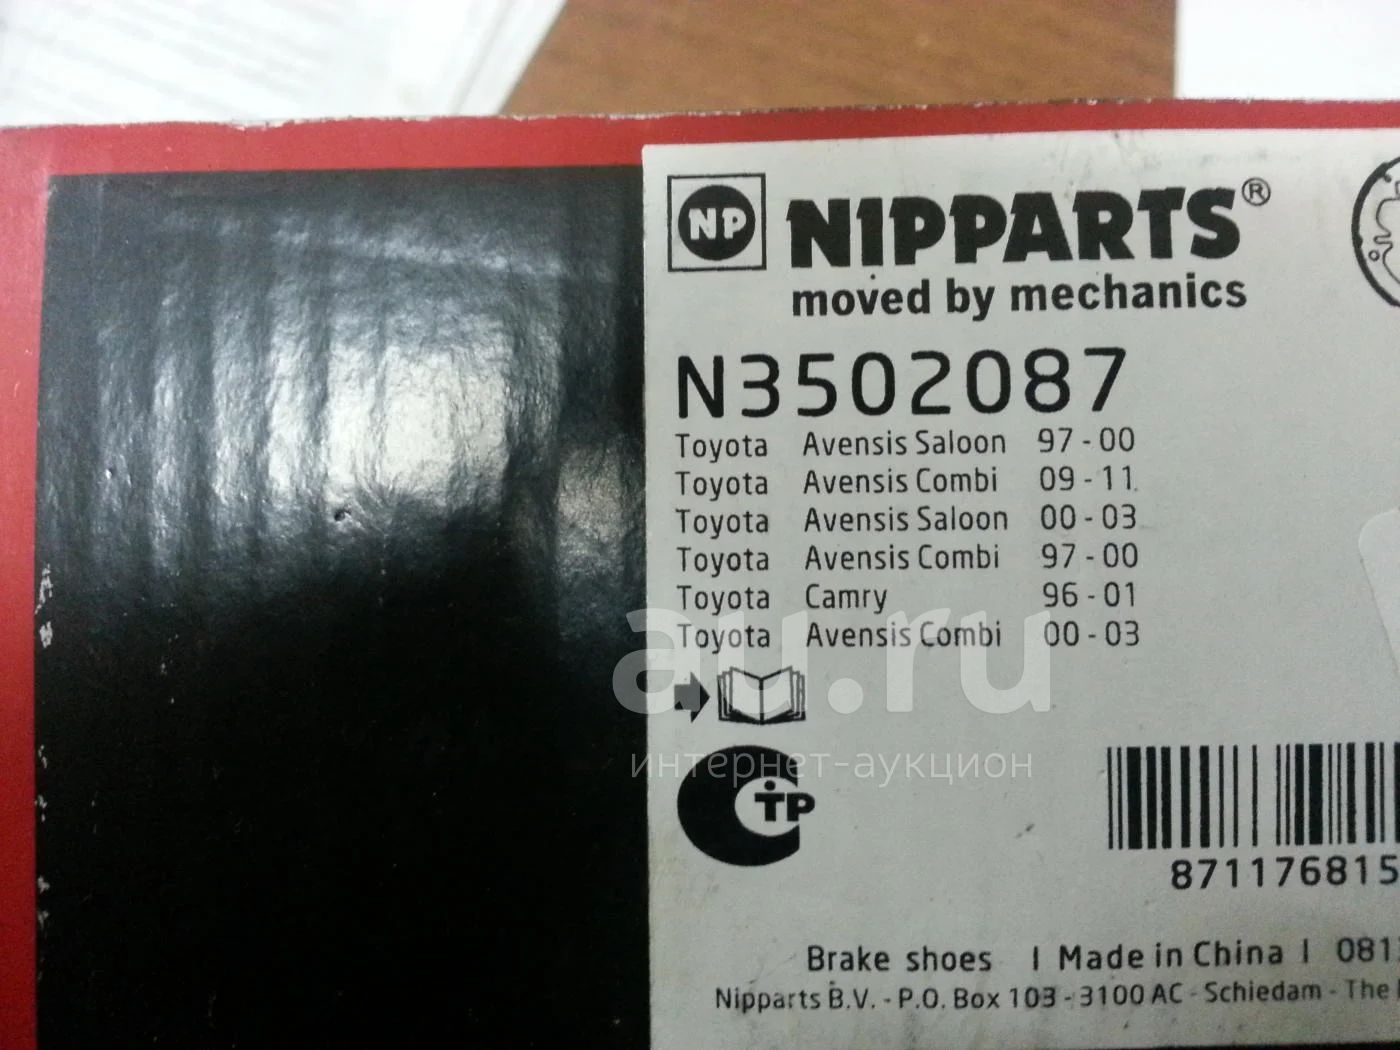 NP NIPPARTS®
moved by mechanics
N3502087
Toyota Avensis Saloon 97 - 00
Toyota Avensis Combi 09 - 11
Toyota Avensis Saloon 00 - 03
Toyota Avensis Combi 97 - 00
Toyota Camry 96 - 01
Toyota Avensis Combi 00 - 03
au.ru
интернет-аукцион
СТР
871176815
Brake shoes | Made in China |
Nipparts B.V. - P.O. Box 103 - 3100 AC - Schiedam - The